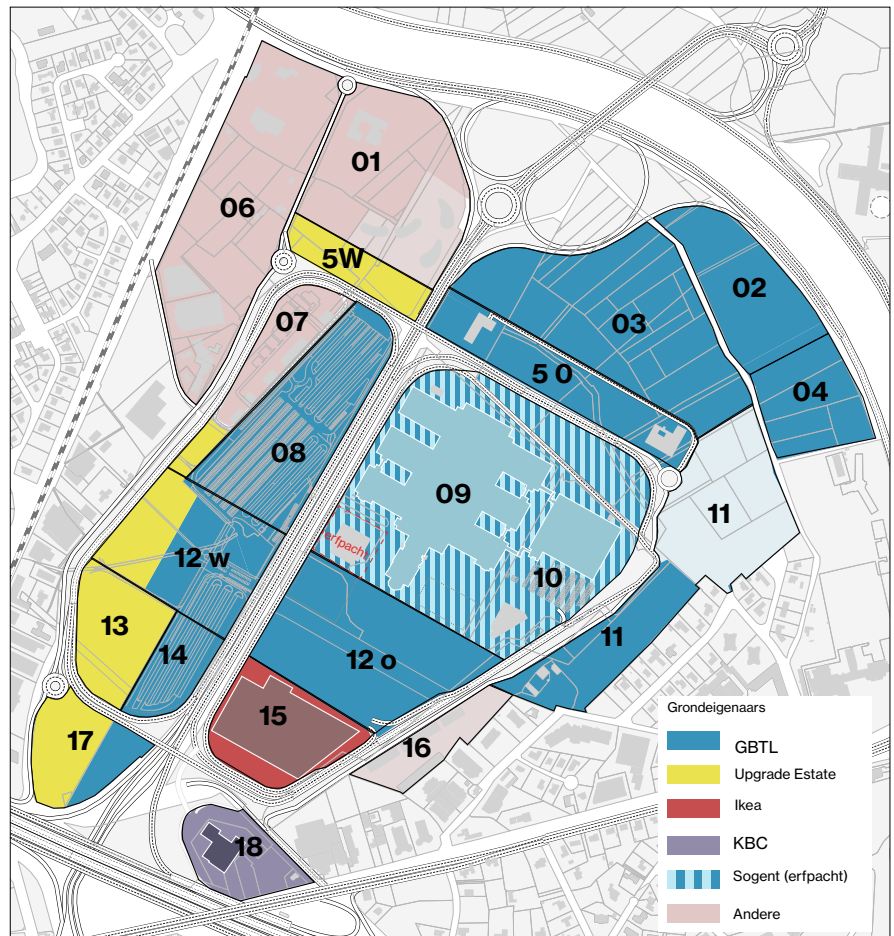 01
06
5W
02
07
03
5 O
04
08
09
11
erfpacht
12 w
10
13
11
14
12 o
15
17
16
18
Grondeigenaars
GBTL
Upgrade Estate
Ikea
KBC
Sogent (erfpacht)
Andere